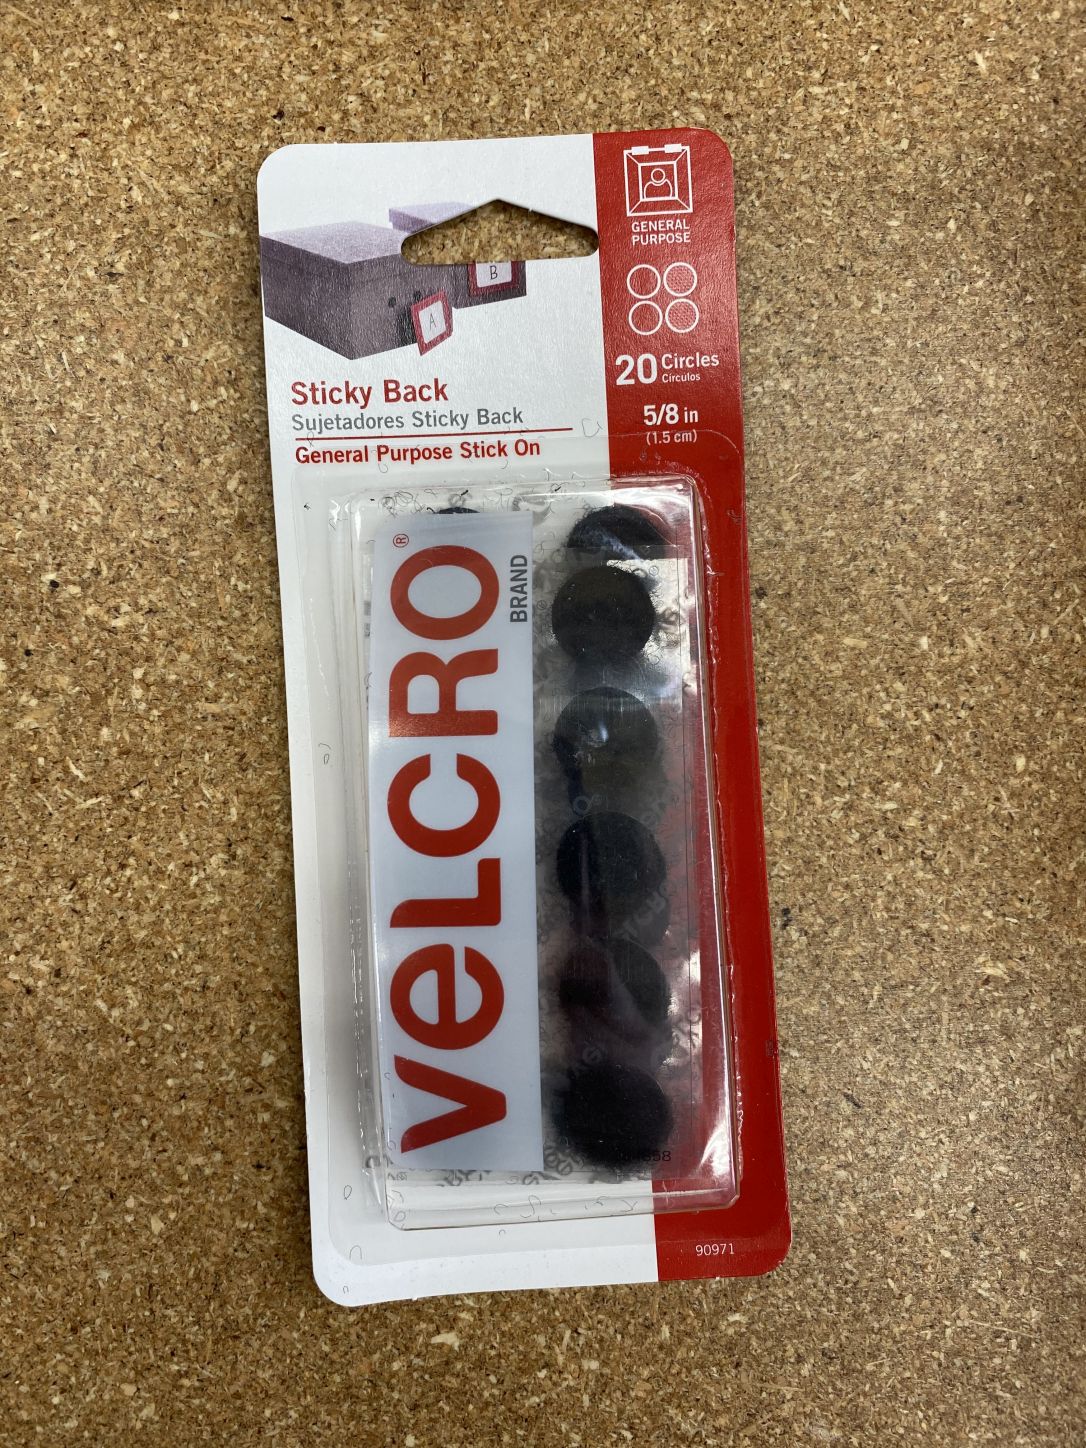 GENERAL
PURPOSE
B
A
20 Circles
Círculos
5/8 in
(1.5 cm)
Sticky Back
Sujetadores Sticky Back
General Purpose Stick On
VELCRO®
BRAND
90971